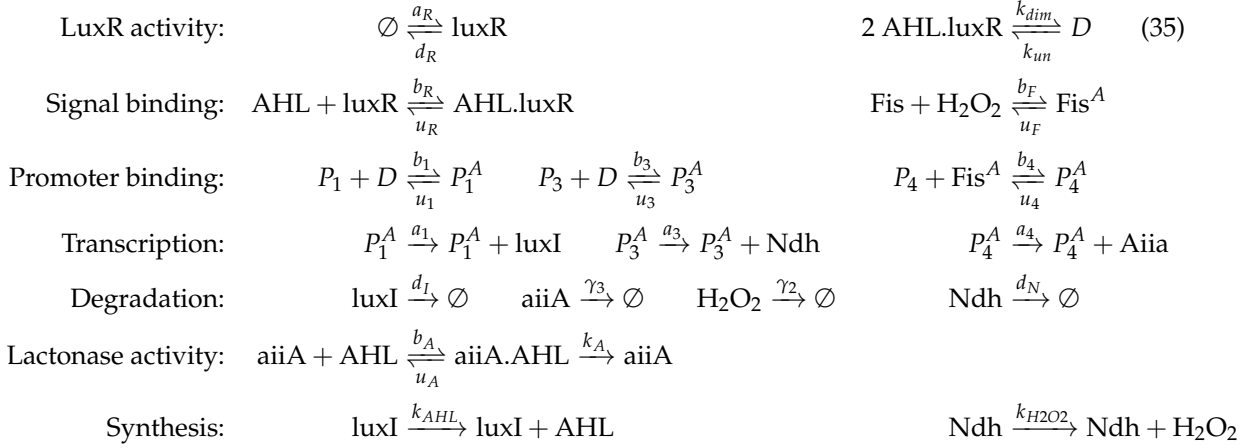 LuxR activity: ∅ ⇌ luxR (a_R, d_R) 2 AHL.luxR ⇌ D (k_dim, k_un) (35)
Signal binding: AHL + luxR ⇌ AHL.luxR (b_R, u_R) Fis + H₂O₂ ⇌ Fis^A (b_F, u_F)
Promoter binding: P₁ + D ⇌ P₁^A (b₁, u₁) P₃ + D ⇌ P₃^A (b₃, u₃) P₄ + Fis^A ⇌ P₄^A (b₄, u₄)
Transcription: P₁^A →(a₁) P₁^A + luxI P₃^A →(a₃) P₃^A + Ndh P₄^A →(a₄) P₄^A + Aiia
Degradation: luxI →(d_I) ∅ aiiA →(γ₃) ∅ H₂O₂ →(γ₂) ∅ Ndh →(d_N) ∅
Lactonase activity: aiiA + AHL ⇌ aiiA.AHL (b_A, u_A) →(k_A) aiiA
Synthesis: luxI →(k_AHL) luxI + AHL Ndh →(k_H2O2) Ndh + H₂O₂